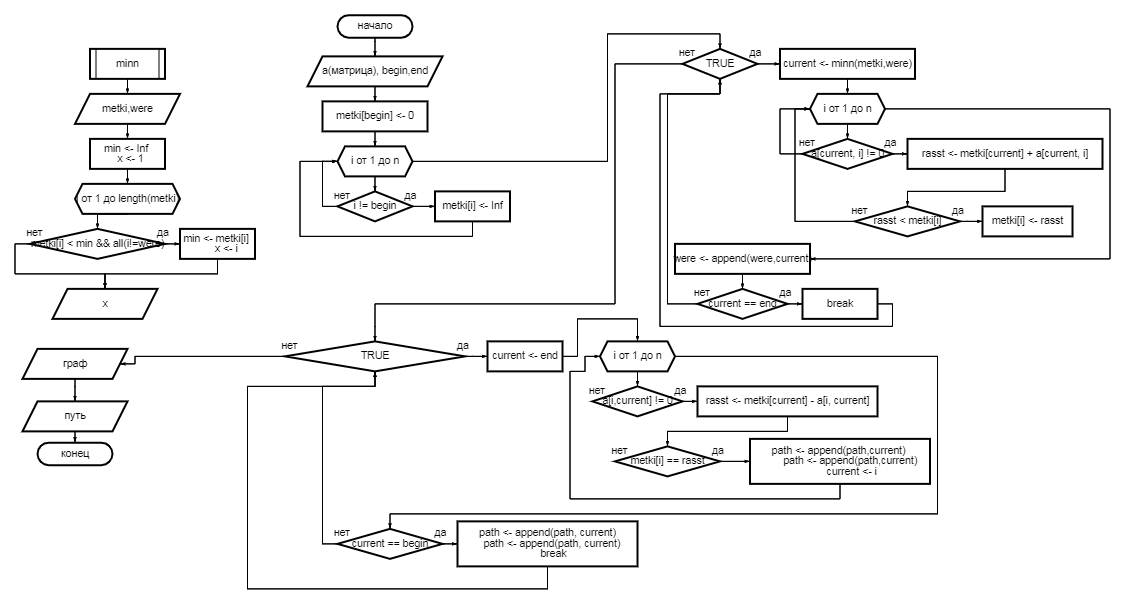 minn
metki,were
min <- Inf
x <- 1
от 1 до length(metki
нет
да
metki[i] < min && all(i!=were)
min <- metki[i]
x <- i
x
начало
a(матрица), begin,end
metki[begin] <- 0
i от 1 до n
нет
да
i != begin
metki[i] <- Inf
нет
да
TRUE
current <- minn(metki,were)
i от 1 до n
нет
да
a[current, i] != 0
rasst <- metki[current] + a[current, i]
нет
да
rasst < metki[i]
metki[i] <- rasst
were <- append(were,current
нет
да
current == end
break
нет
да
TRUE
current <- end
i от 1 до n
нет
да
a[i,current] != 0
rasst <- metki[current] - a[i, current]
нет
да
metki[i] == rasst
path <- append(path,current)
path <- append(path,current)
current <- i
нет
да
current == begin
path <- append(path, current)
path <- append(path, current)
break
граф
путь
конец